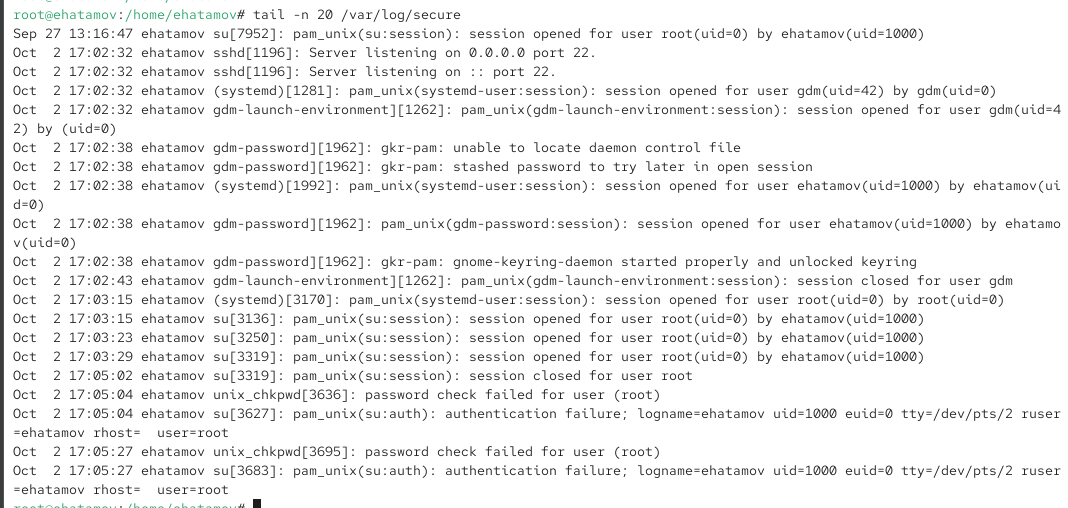 root@ehatamov:/home/ehatamov# tail -n 20 /var/log/secure
Sep 27 13:16:47 ehatamov su[7952]: pam_unix(su:session): session opened for user root(uid=0) by ehatamov(uid=1000)
Oct  2 17:02:32 ehatamov sshd[1196]: Server listening on 0.0.0.0 port 22.
Oct  2 17:02:32 ehatamov sshd[1196]: Server listening on :: port 22.
Oct  2 17:02:32 ehatamov (systemd)[1281]: pam_unix(systemd-user:session): session opened for user gdm(uid=42) by gdm(uid=0)
Oct  2 17:02:32 ehatamov gdm-launch-environment][1262]: pam_unix(gdm-launch-environment:session): session opened for user gdm(uid=4
2) by (uid=0)
Oct  2 17:02:38 ehatamov gdm-password][1962]: gkr-pam: unable to locate daemon control file
Oct  2 17:02:38 ehatamov gdm-password][1962]: gkr-pam: stashed password to try later in open session
Oct  2 17:02:38 ehatamov (systemd)[1992]: pam_unix(systemd-user:session): session opened for user ehatamov(uid=1000) by ehatamov(ui
d=0)
Oct  2 17:02:38 ehatamov gdm-password][1962]: pam_unix(gdm-password:session): session opened for user ehatamov(uid=1000) by ehatamo
v(uid=0)
Oct  2 17:02:38 ehatamov gdm-password][1962]: gkr-pam: gnome-keyring-daemon started properly and unlocked keyring
Oct  2 17:02:43 ehatamov gdm-launch-environment][1262]: pam_unix(gdm-launch-environment:session): session closed for user gdm
Oct  2 17:03:15 ehatamov (systemd)[3170]: pam_unix(systemd-user:session): session opened for user root(uid=0) by root(uid=0)
Oct  2 17:03:15 ehatamov su[3136]: pam_unix(su:session): session opened for user root(uid=0) by ehatamov(uid=1000)
Oct  2 17:03:23 ehatamov su[3250]: pam_unix(su:session): session opened for user root(uid=0) by ehatamov(uid=1000)
Oct  2 17:03:29 ehatamov su[3319]: pam_unix(su:session): session opened for user root(uid=0) by ehatamov(uid=1000)
Oct  2 17:05:02 ehatamov su[3319]: pam_unix(su:session): session closed for user root
Oct  2 17:05:04 ehatamov unix_chkpwd[3636]: password check failed for user (root)
Oct  2 17:05:04 ehatamov su[3627]: pam_unix(su:auth): authentication failure; logname=ehatamov uid=1000 euid=0 tty=/dev/pts/2 ruser
=ehatamov rhost=  user=root
Oct  2 17:05:27 ehatamov unix_chkpwd[3695]: password check failed for user (root)
Oct  2 17:05:27 ehatamov su[3683]: pam_unix(su:auth): authentication failure; logname=ehatamov uid=1000 euid=0 tty=/dev/pts/2 ruser
=ehatamov rhost=  user=root
root@ehatamov:/home/ehatamov#